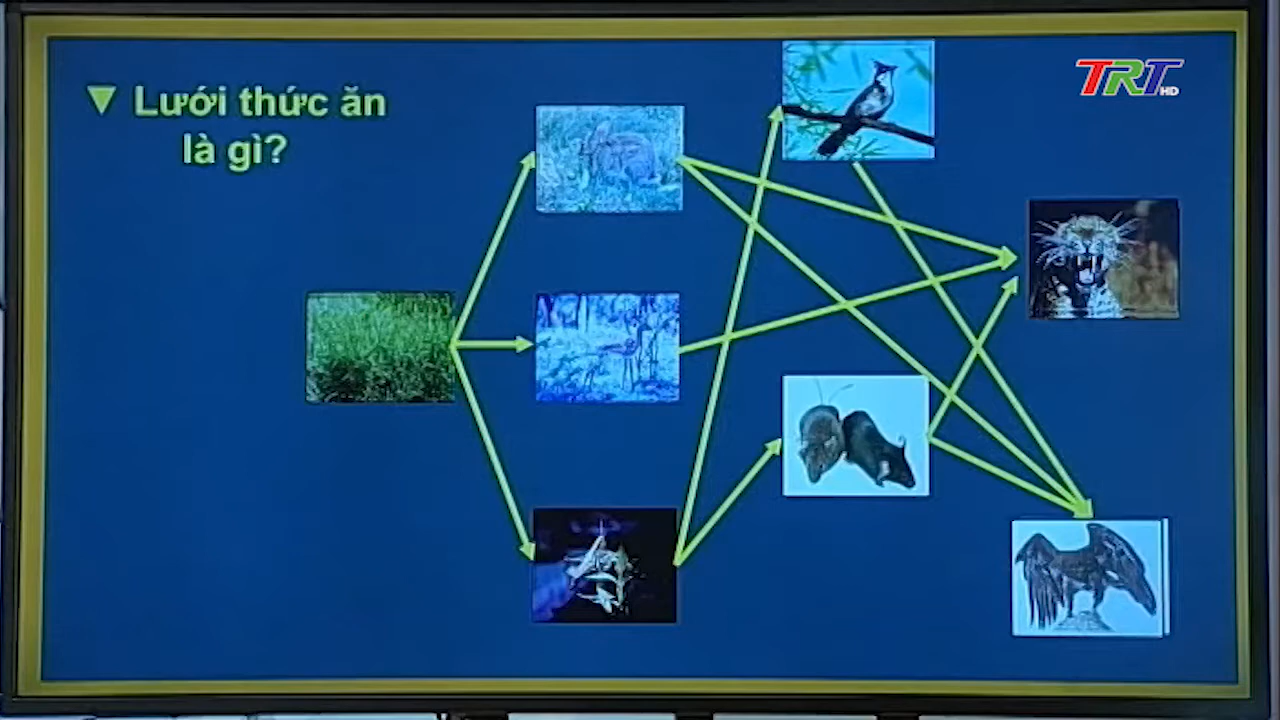 ▼ Lưới thức ăn
là gì?
TRT HD